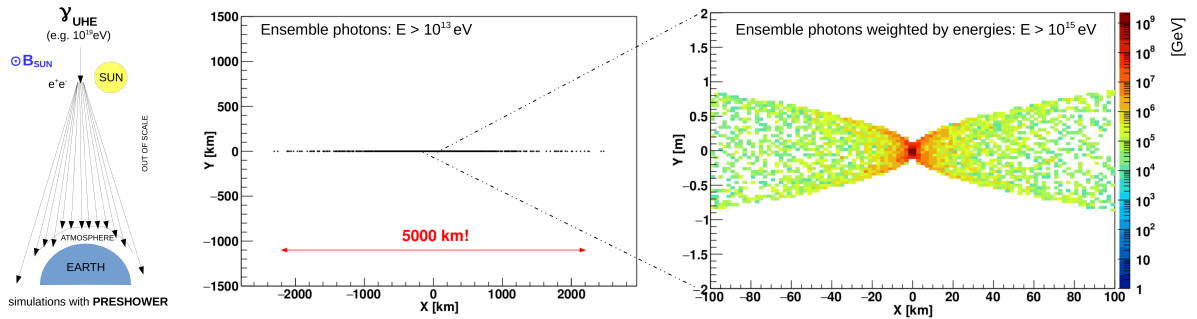 γUHE
(e.g. 10¹⁹eV)
⊙BSUN
SUN
e⁺e⁻
OUT OF SCALE
ATMOSPHERE
EARTH
simulations with PRESHOWER
Ensemble photons: E > 10¹³ eV
Y [km]
1500
1000
500
0
−500
−1000
−1500
5000 km!
−2000 −1000 0 1000 2000
X [km]
Ensemble photons weighted by energies: E > 10¹⁵ eV
Y [m]
2
1.5
1
0.5
0
−0.5
−1
−1.5
−2
−100 −80 −60 −40 −20 0 20 40 60 80 100
X [km]
[GeV]
10⁹
10⁸
10⁷
10⁶
10⁵
10⁴
10³
10²
10
1